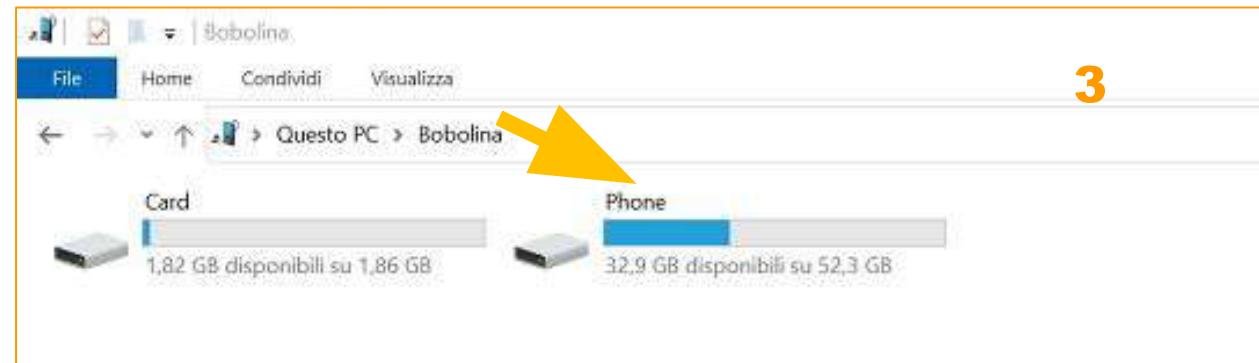 Bobolina
File Home Condividi Visualizza
3
Questo PC > Bobolina
Card Phone
1,82 GB disponibili su 1,86 GB 32,9 GB disponibili su 52,3 GB